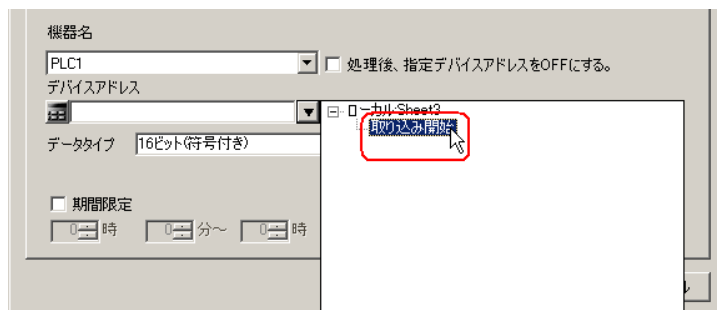 機器名
PLC1
処理後、指定デバイスアドレスをOFFにする。
デバイスアドレス
ローカル:Sheet3
取り込み開始
データタイプ 16ビット(符号付き)
期間限定
0 時 0 分～ 0 時
ル